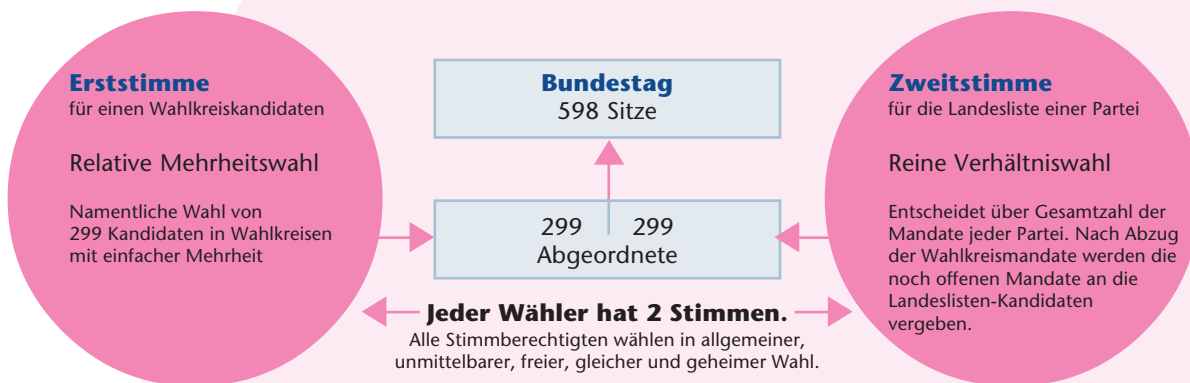 Erststimme
für einen Wahlkreiskandidaten
Relative Mehrheitswahl
Namentliche Wahl von
299 Kandidaten in Wahlkreisen
mit einfacher Mehrheit
Bundestag
598 Sitze
299 299
Abgeordnete
Jeder Wähler hat 2 Stimmen.
Alle Stimmberechtigten wählen in allgemeiner,
unmittelbarer, freier, gleicher und geheimer Wahl.
Zweitstimme
für die Landesliste einer Partei
Reine Verhältniswahl
Entscheidet über Gesamtzahl der
Mandate jeder Partei. Nach Abzug
der Wahlkreismandate werden die
noch offenen Mandate an die
Landeslisten-Kandidaten
vergeben.